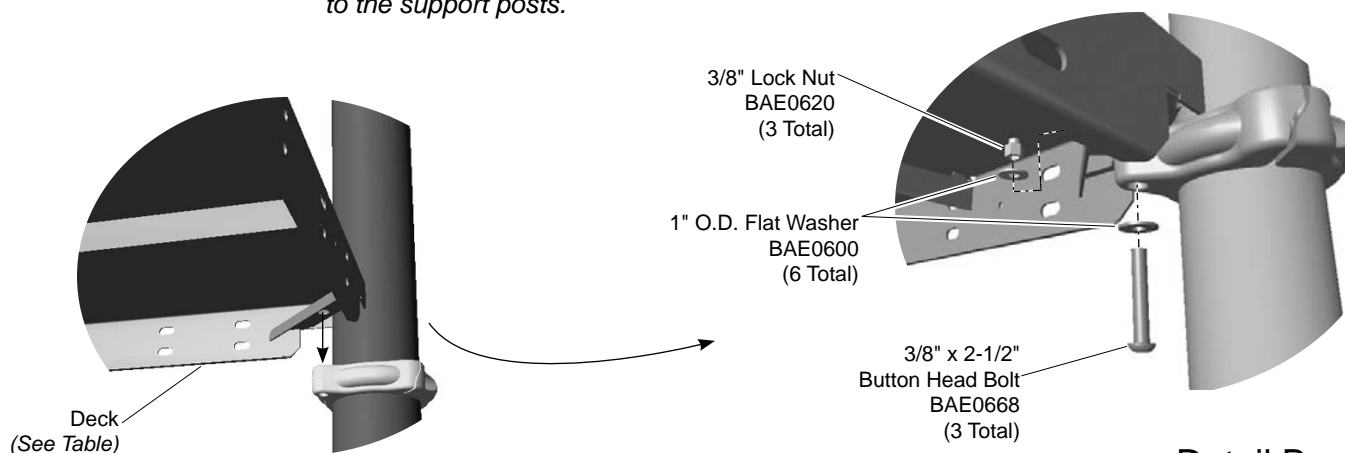 to the support posts.
3/8" Lock Nut
BAE0620
(3 Total)
1" O.D. Flat Washer
BAE0600
(6 Total)
3/8" x 2-1/2"
Button Head Bolt
BAE0668
(3 Total)
Deck
(See Table)